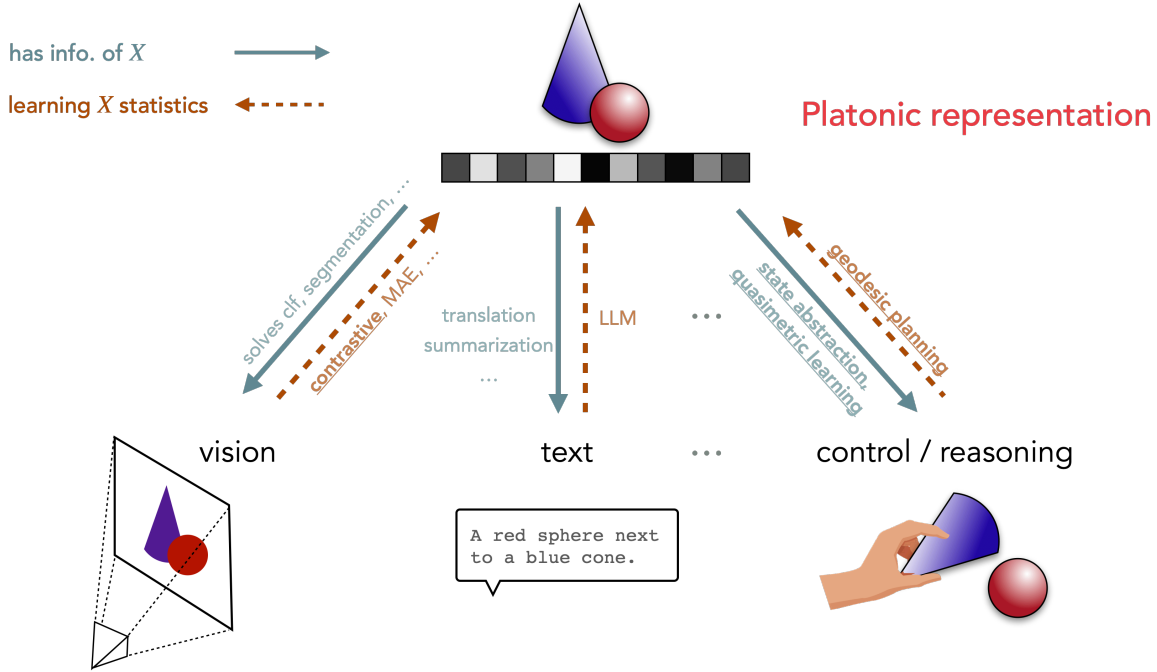 has info. of X
learning X statistics
Platonic representation
solves clf, segmentation, ...
contrastive, MAE, ...
translation
summarization
...
LLM
...
state abstraction,
quasimetric learning
geodesic planning
vision
text
...
control / reasoning
A red sphere next
to a blue cone.